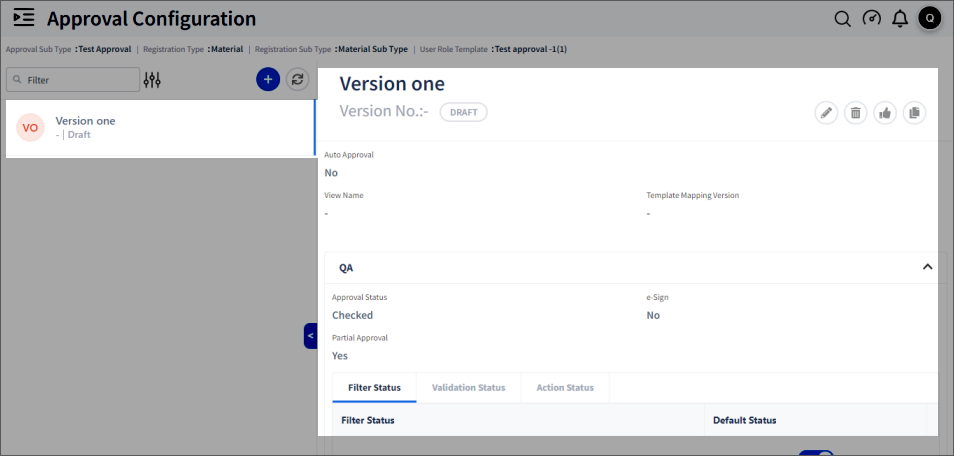 Approval Configuration
Q
Approval Sub Type :Test Approval | Registration Type :Material | Registration Sub Type :Material Sub Type | User Role Template :Test approval -1(1)
Filter
+
VO
Version one
- | Draft
Version one
Version No.:- DRAFT
Auto Approval
No
View Name Template Mapping Version
- -
QA
Approval Status e-Sign
Checked No
Partial Approval
<
Yes
Filter Status Validation Status Action Status
Filter Status Default Status